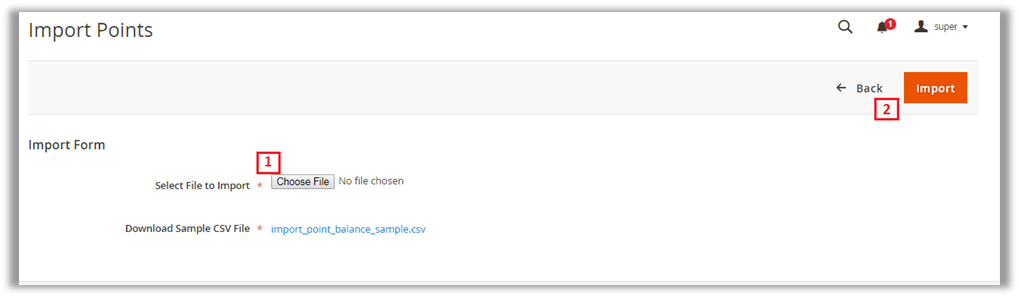 Import Points
1
super
Back
Import
2
Import Form
1
Select File to Import * Choose File No file chosen
Download Sample CSV File * import_point_balance_sample.csv